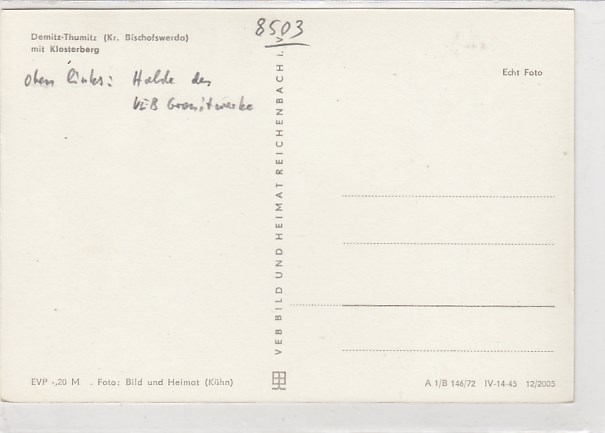 8503
Demitz-Thumitz (Kr. Bischofswerda)
mit Klosterberg
oben links: Halde des
VEB Granitwerke
Echt Foto
VEB BILD UND HEIMAT REICHENBACH I. V.
EVP -,20 M . Foto: Bild und Heimat (Kühn)
A 1/B 146/72 IV-14-45 12/2005